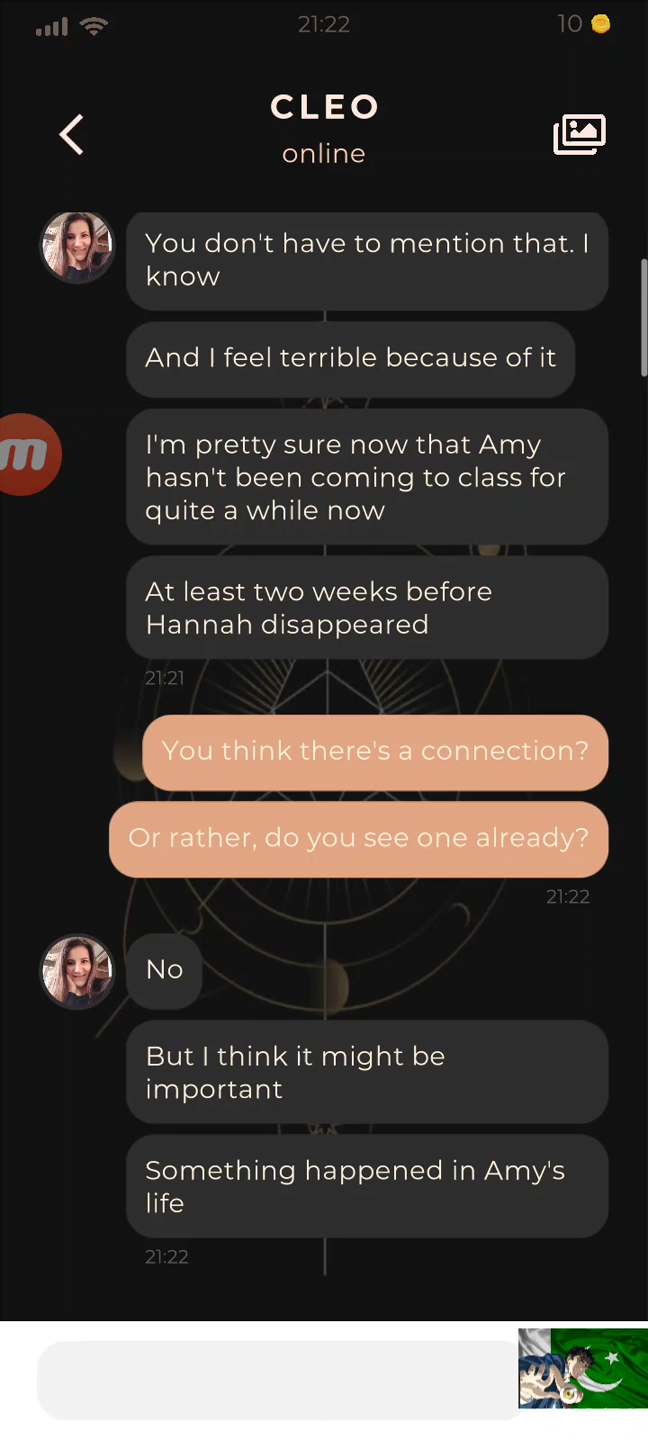 21:22
10
CLEO
online
You don't have to mention that. I
know
And I feel terrible because of it
m
I'm pretty sure now that Amy
hasn't been coming to class for
quite a while now
At least two weeks before
Hannah disappeared
21:21
You think there's a connection?
Or rather, do you see one already?
21:22
No
But I think it might be
important
Something happened in Amy's
life
21:22